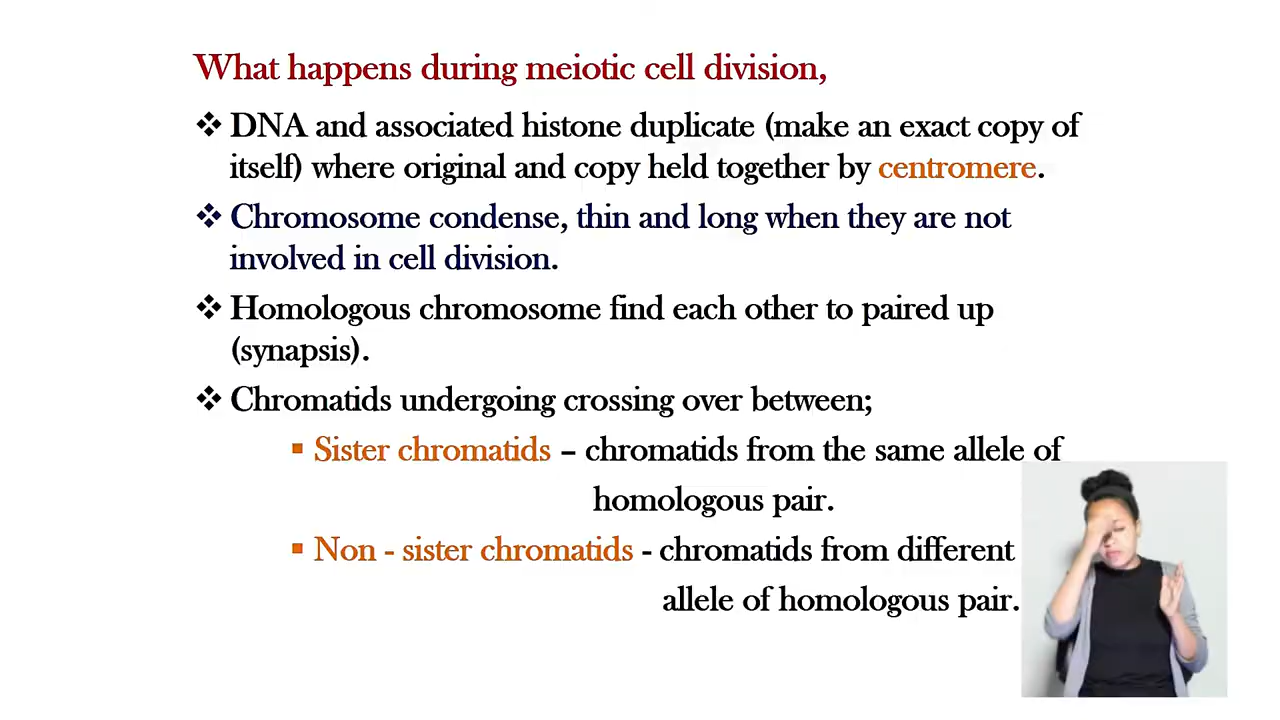 What happens during meiotic cell division,
❖ DNA and associated histone duplicate (make an exact copy of
itself) where original and copy held together by centromere.
❖ Chromosome condense, thin and long when they are not
involved in cell division.
❖ Homologous chromosome find each other to paired up
(synapsis).
❖ Chromatids undergoing crossing over between;
▪ Sister chromatids – chromatids from the same allele of
homologous pair.
▪ Non - sister chromatids - chromatids from different
allele of homologous pair.